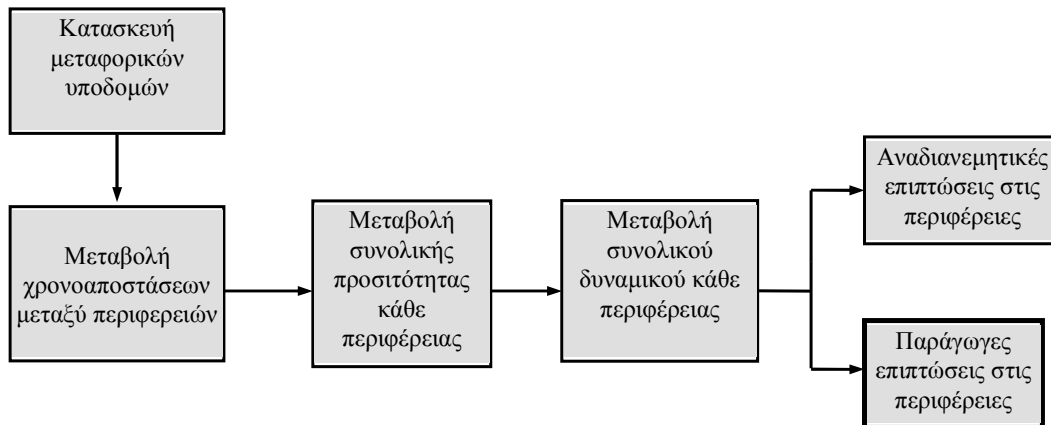 Κατασκευή
μεταφορικών
υποδομών
Μεταβολή
χρονοαποστάσεων
μεταξύ περιφερειών
Μεταβολή
συνολικής
προσιτότητας
κάθε
περιφέρειας
Μεταβολή
συνολικού
δυναμικού κάθε
περιφέρειας
Αναδιανεμητικές
επιπτώσεις στις
περιφέρειες
Παράγωγες
επιπτώσεις στις
περιφέρειες